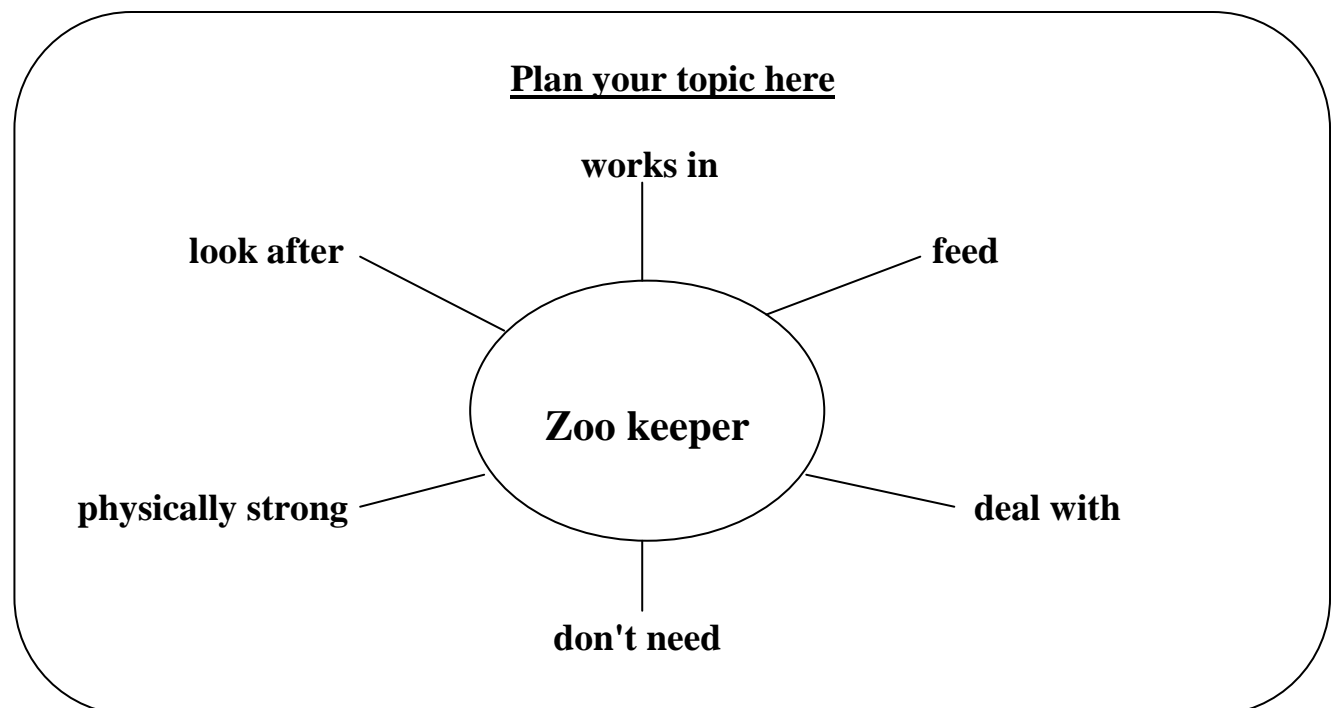 Plan your topic here
works in
look after
feed
Zoo keeper
physically strong
deal with
don't need